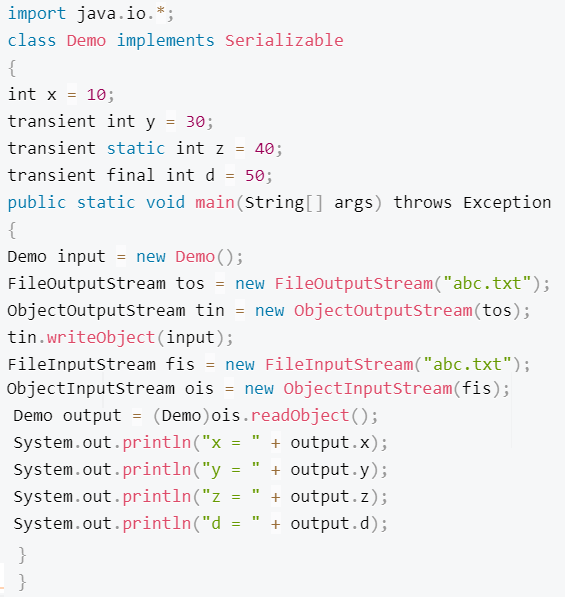 import java.io.*;
class Demo implements Serializable
{
int x = 10;
transient int y = 30;
transient static int z = 40;
transient final int d = 50;
public static void main(String[] args) throws Exception
{
Demo input = new Demo();
FileOutputStream tos = new FileOutputStream("abc.txt");
ObjectOutputStream tin = new ObjectOutputStream(tos);
tin.writeObject(input);
FileInputStream fis = new FileInputStream("abc.txt");
ObjectInputStream ois = new ObjectInputStream(fis);
Demo output = (Demo)ois.readObject();
System.out.println("x = " + output.x);
System.out.println("y = " + output.y);
System.out.println("z = " + output.z);
System.out.println("d = " + output.d);
}
}